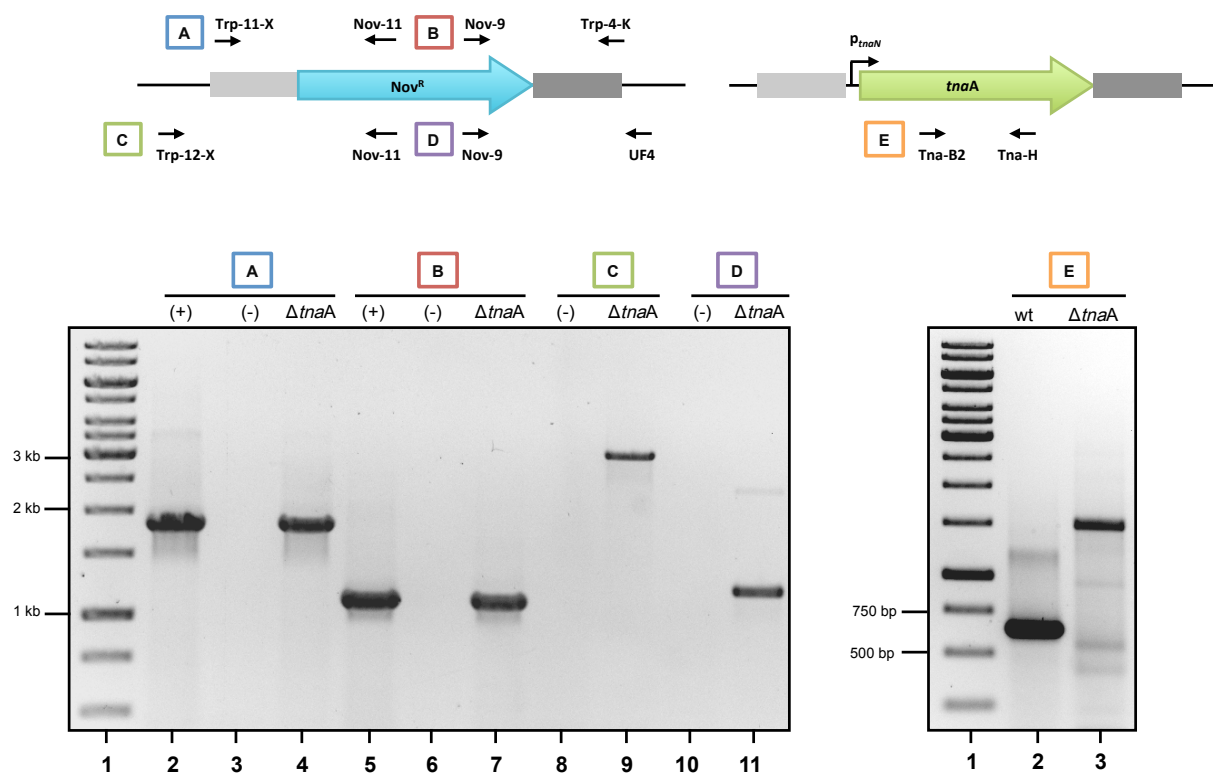 A Trp-11-X Nov-11 B Nov-9 Trp-4-K
p_tnaN
Nov^R tnaA
C Trp-12-X Nov-11 D Nov-9 UF4
E Tna-B2 Tna-H
A B C D E
(+) (-) ΔtnaA (+) (-) ΔtnaA (-) ΔtnaA (-) ΔtnaA
wt ΔtnaA
3 kb
2 kb
1 kb
750 bp
500 bp
1 2 3 4 5 6 7 8 9 10 11
1 2 3